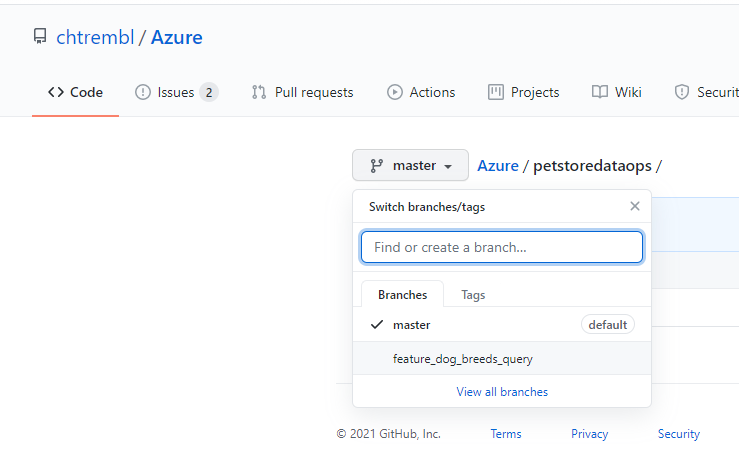 chtrembl / Azure
Code Issues 2 Pull requests Actions Projects Wiki Securit
master Azure / petstoredataops /
Switch branches/tags
Find or create a branch...
Branches Tags
master default
feature_dog_breeds_query
View all branches
© 2021 GitHub, Inc. Terms Privacy Security